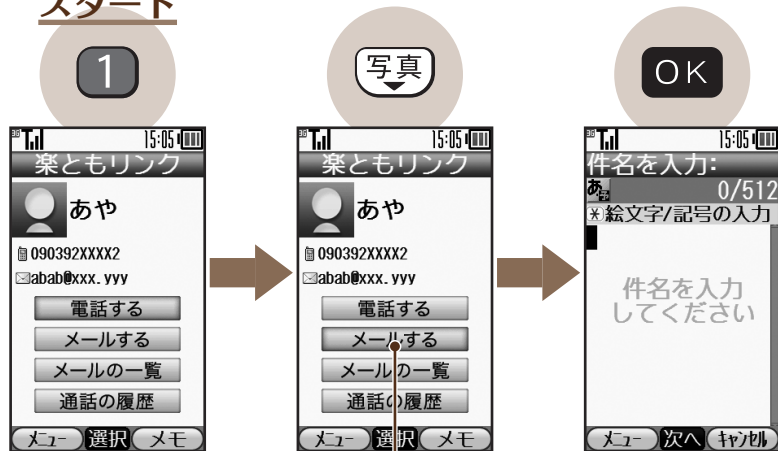 スタート
1
3G 15:05
楽ともリンク
あや
090392XXXX2
abab@xxx.yyy
電話する
メールする
メールの一覧
通話の履歴
メニュー 選択 メモ
写真
3G 15:05
楽ともリンク
あや
090392XXXX2
abab@xxx.yyy
電話する
メールする
メールの一覧
通話の履歴
メニュー 選択 メモ
OK
3G 15:05
件名を入力:
あ字 0/512
*絵文字/記号の入力
件名を入力
してください
メニュー 次へ キャンセル